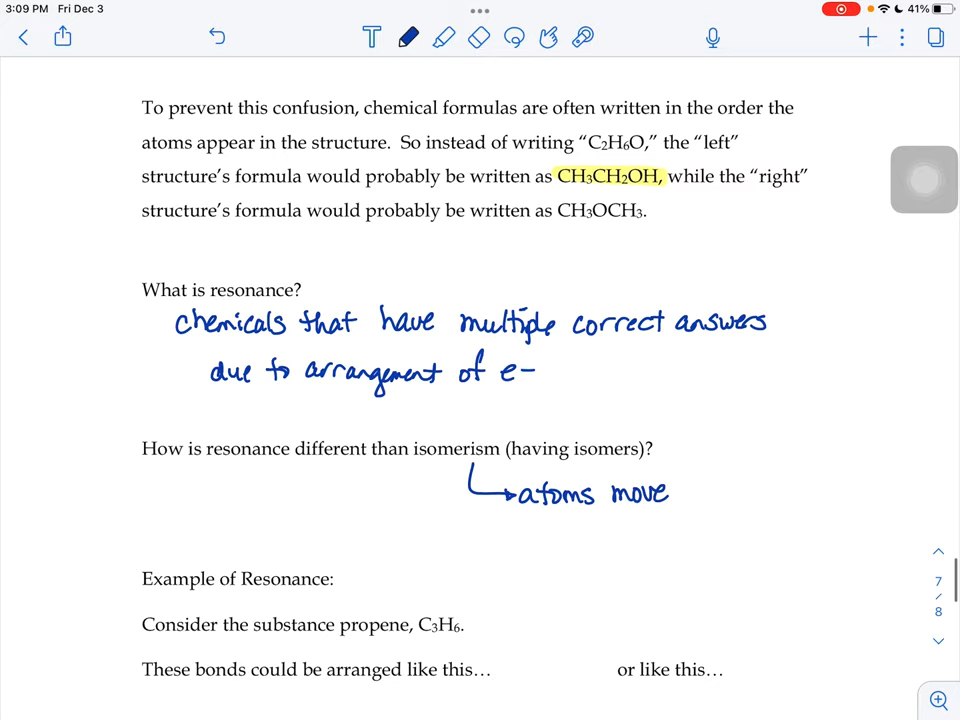 3:09 PM Fri Dec 3
41%
To prevent this confusion, chemical formulas are often written in the order the
atoms appear in the structure. So instead of writing “C₂H₆O,” the “left”
structure’s formula would probably be written as CH₃CH₂OH, while the “right”
structure’s formula would probably be written as CH₃OCH₃.
What is resonance?
chemicals that have multiple correct answers
due to arrangement of e-
How is resonance different than isomerism (having isomers)?
atoms move
Example of Resonance:
Consider the substance propene, C₃H₆.
These bonds could be arranged like this… or like this…
7
/
8